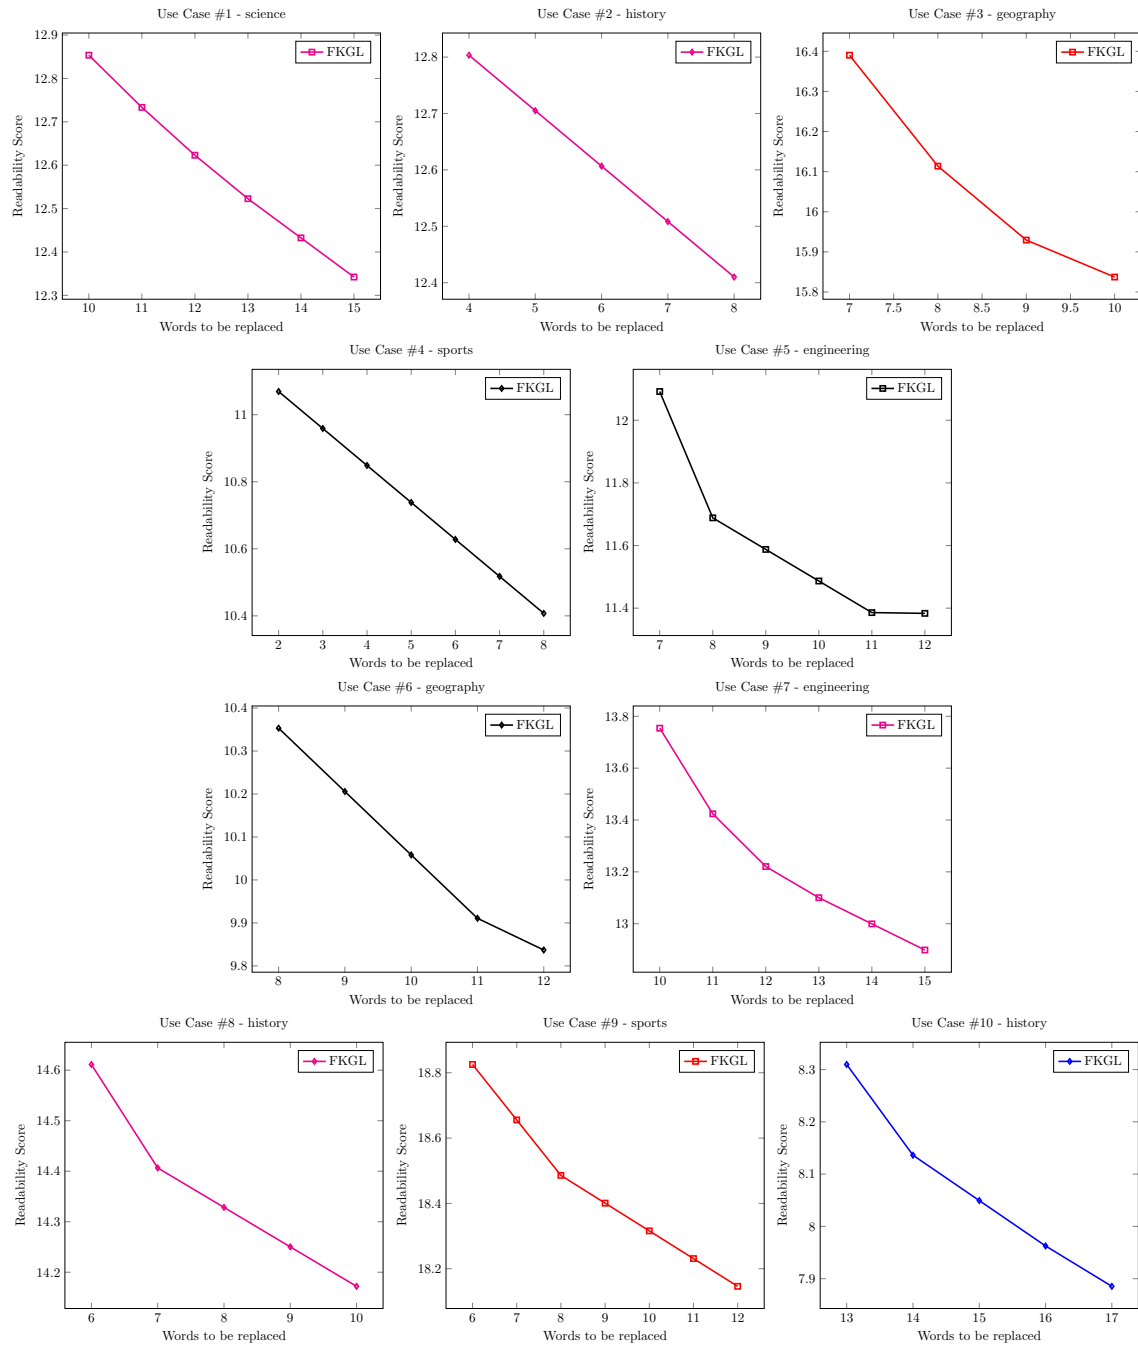 Use Case #1 - science
FKGL
Readability Score
12.9
12.8
12.7
12.6
12.5
12.4
12.3
10 11 12 13 14 15
Words to be replaced
Use Case #2 - history
FKGL
Readability Score
12.8
12.7
12.6
12.5
12.4
4 5 6 7 8
Words to be replaced
Use Case #3 - geography
FKGL
Readability Score
16.4
16.3
16.2
16.1
16
15.9
15.8
7 7.5 8 8.5 9 9.5 10
Words to be replaced
Use Case #4 - sports
FKGL
Readability Score
11
10.8
10.6
10.4
2 3 4 5 6 7 8
Words to be replaced
Use Case #5 - engineering
FKGL
Readability Score
12
11.8
11.6
11.4
7 8 9 10 11 12
Words to be replaced
Use Case #6 - geography
FKGL
Readability Score
10.4
10.3
10.2
10.1
10
9.9
9.8
8 9 10 11 12
Words to be replaced
Use Case #7 - engineering
FKGL
Readability Score
13.8
13.6
13.4
13.2
13
10 11 12 13 14 15
Words to be replaced
Use Case #8 - history
FKGL
Readability Score
14.6
14.5
14.4
14.3
14.2
6 7 8 9 10
Words to be replaced
Use Case #9 - sports
FKGL
Readability Score
18.8
18.6
18.4
18.2
6 7 8 9 10 11 12
Words to be replaced
Use Case #10 - history
FKGL
Readability Score
8.3
8.2
8.1
8
7.9
13 14 15 16 17
Words to be replaced